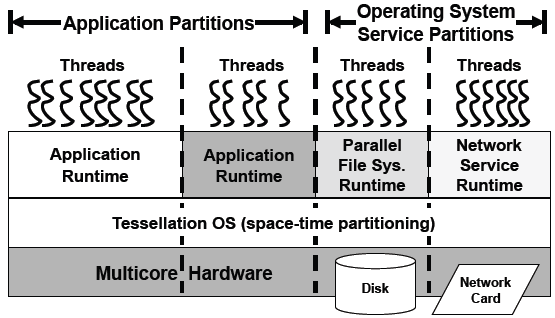 Application Partitions
Operating System
Service Partitions
Threads
Threads
Threads
Threads
Application
Runtime
Application
Runtime
Parallel
File Sys.
Runtime
Network
Service
Runtime
Tessellation OS (space-time partitioning)
Multicore Hardware
Disk
Network
Card